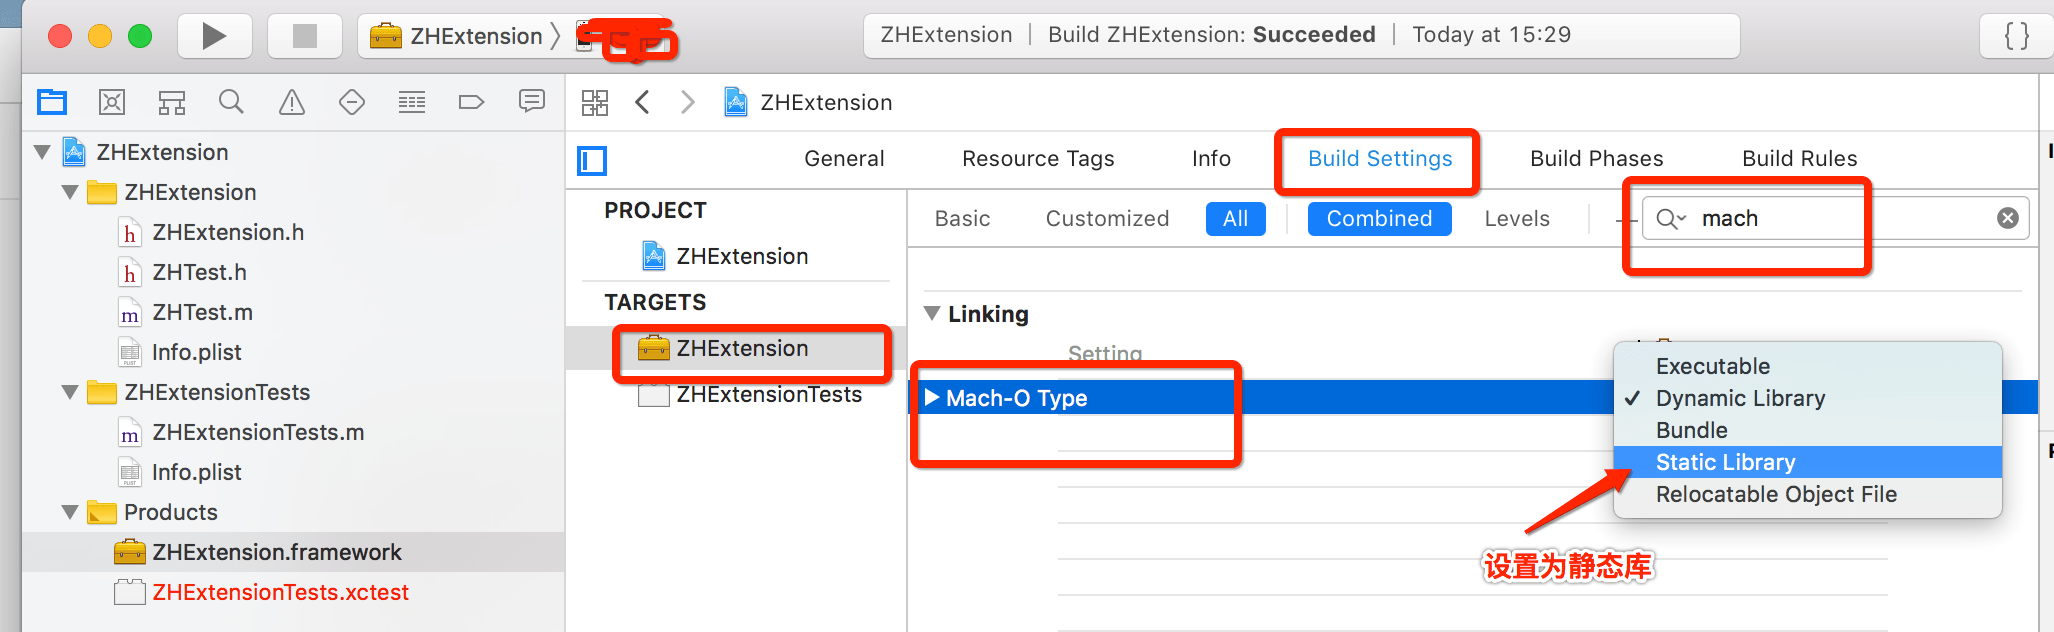 ZHExtension
ZHExtension | Build ZHExtension: Succeeded | Today at 15:29
{ }
ZHExtension
General
Resource Tags
Info
Build Settings
Build Phases
Build Rules
ZHExtension
ZHExtension
ZHExtension.h
ZHTest.h
ZHTest.m
Info.plist
ZHExtensionTests
ZHExtensionTests.m
Info.plist
Products
ZHExtension.framework
ZHExtensionTests.xctest
PROJECT
ZHExtension
TARGETS
ZHExtension
ZHExtensionTests
Basic
Customized
All
Combined
Levels
mach
Linking
Setting
Mach-O Type
Executable
✓ Dynamic Library
Bundle
Static Library
Relocatable Object File
设置为静态库